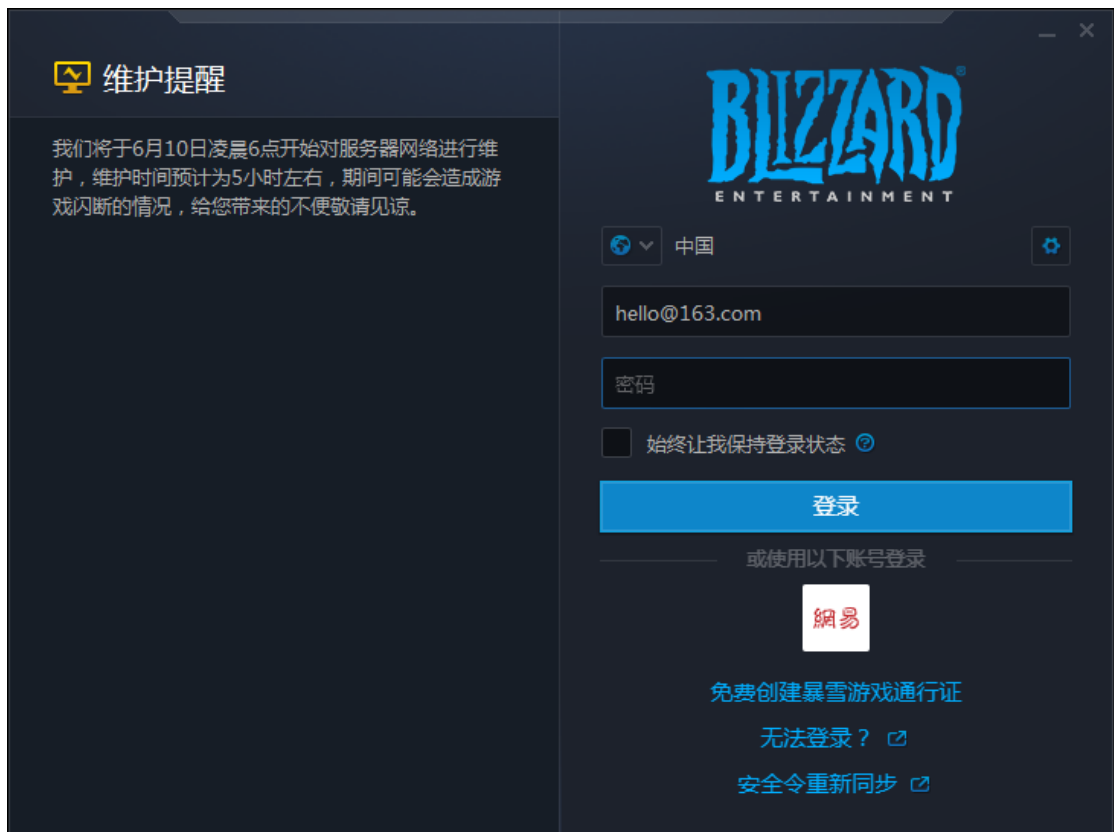 维护提醒
我们将于6月10日凌晨6点开始对服务器网络进行维
护，维护时间预计为5小时左右，期间可能会造成游
戏闪断的情况，给您带来的不便敬请见谅。
BLIZZARD®
ENTERTAINMENT
中国
hello@163.com
密码
始终让我保持登录状态 ?
登录
或使用以下账号登录
網易
免费创建暴雪游戏通行证
无法登录？
安全令重新同步